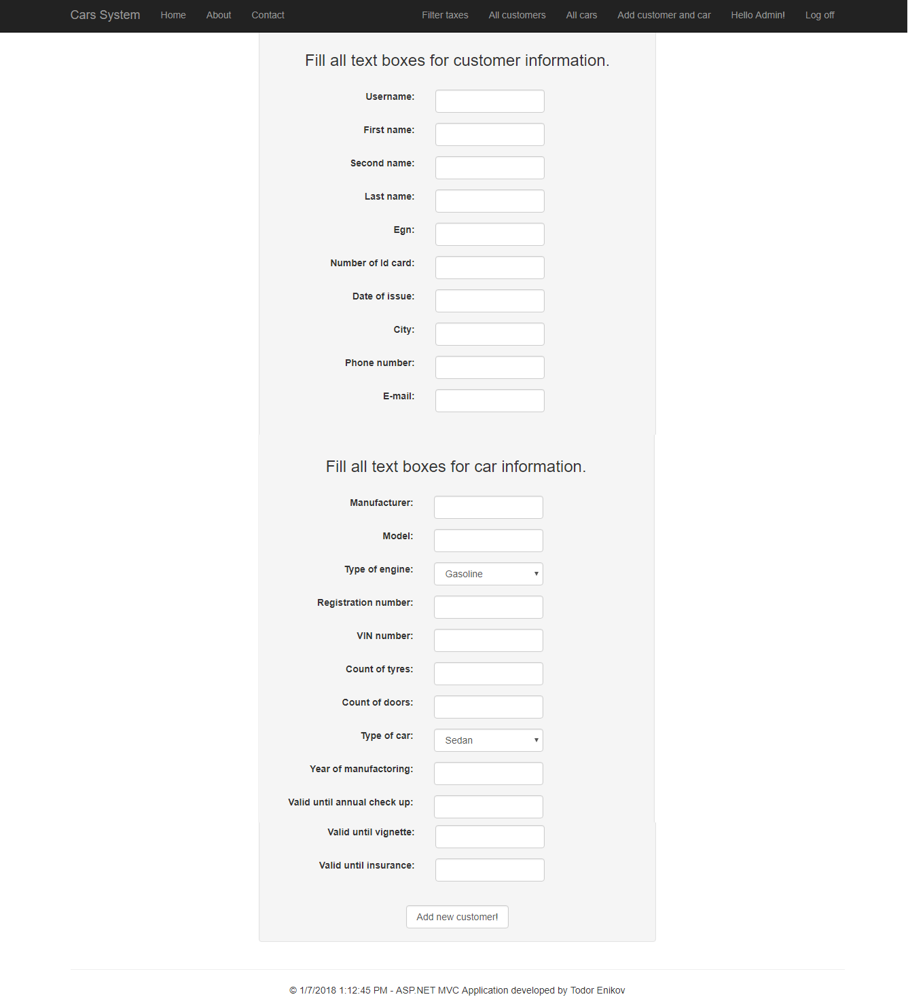 Cars System Home About Contact Filter taxes All customers All cars Add customer and car Hello Admin! Log off
Fill all text boxes for customer information.
Username:
First name:
Second name:
Last name:
Egn:
Number of Id card:
Date of issue:
City:
Phone number:
E-mail:
Fill all text boxes for car information.
Manufacturer:
Model:
Type of engine: Gasoline
Registration number:
VIN number:
Count of tyres:
Count of doors:
Type of car: Sedan
Year of manufactoring:
Valid until annual check up:
Valid until vignette:
Valid until insurance:
Add new customer!
© 1/7/2018 1:12:45 PM - ASP.NET MVC Application developed by Todor Enikov